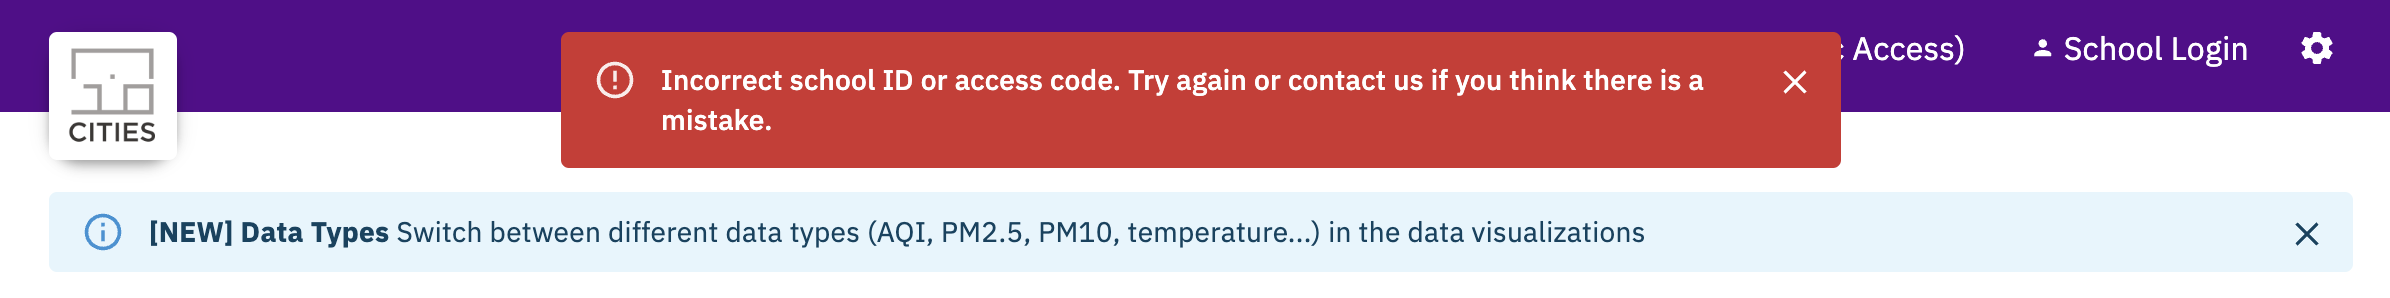 CITIES
Incorrect school ID or access code. Try again or contact us if you think there is a
mistake.
Access)
School Login
[NEW] Data Types Switch between different data types (AQI, PM2.5, PM10, temperature...) in the data visualizations